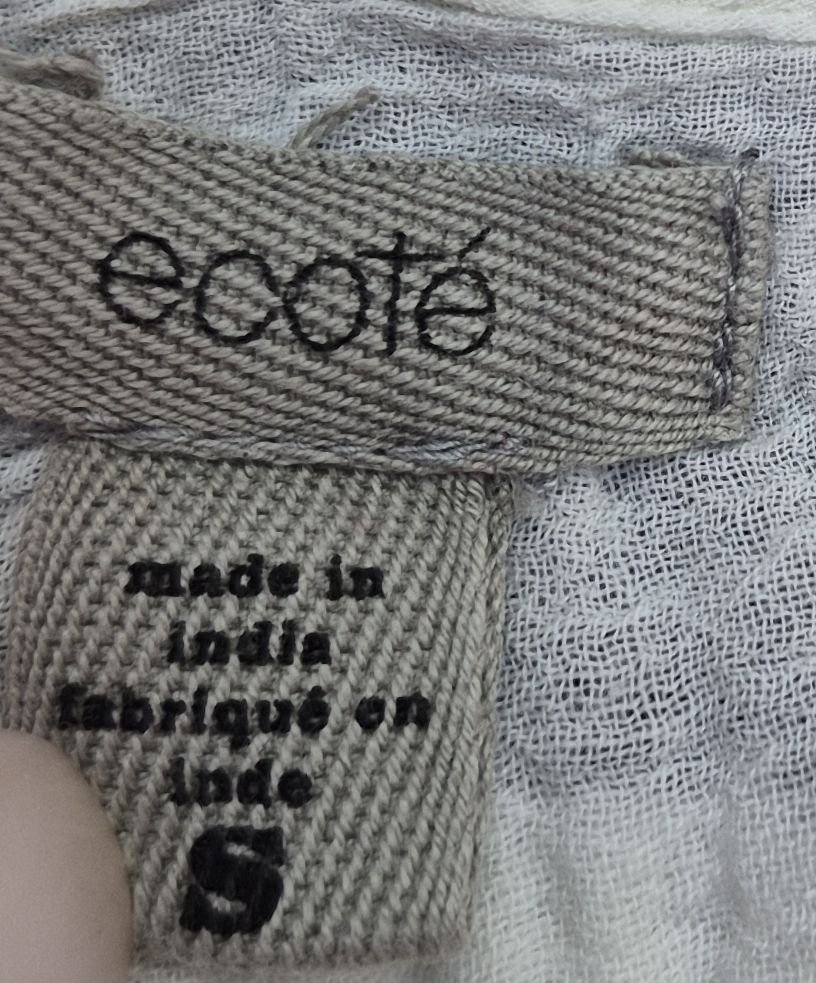 ecoté
made in
india
fabriqué en
inde
S